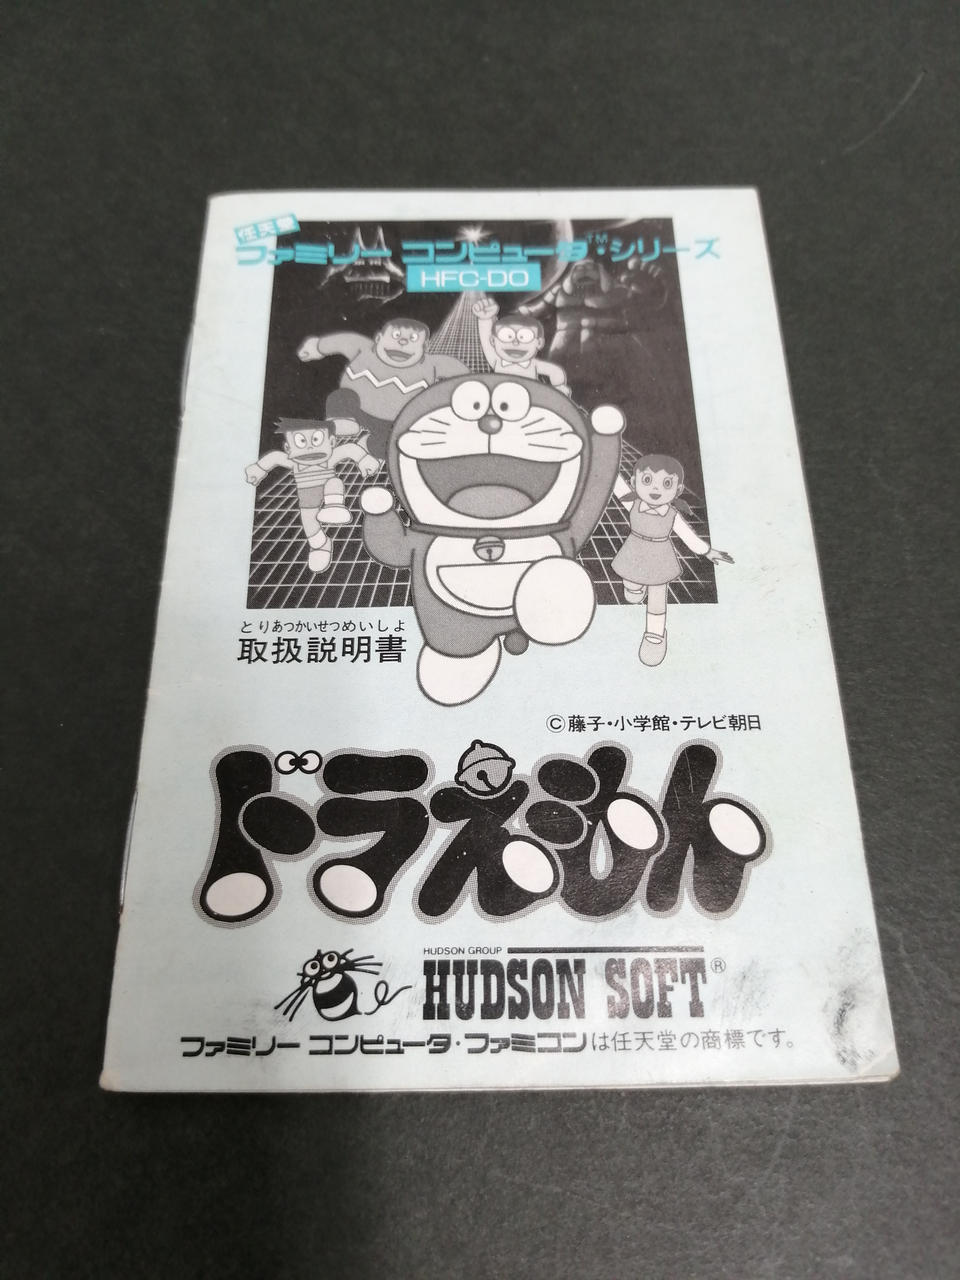 任天堂
ファミリー コンピュータ™・シリーズ
HFC-DO
とりあつかいせつめいしよ
取扱説明書
©藤子・小学館・テレビ朝日
ドラえもん
HUDSON GROUP
HUDSON SOFT®
ファミリー コンピュータ・ファミコンは任天堂の商標です。